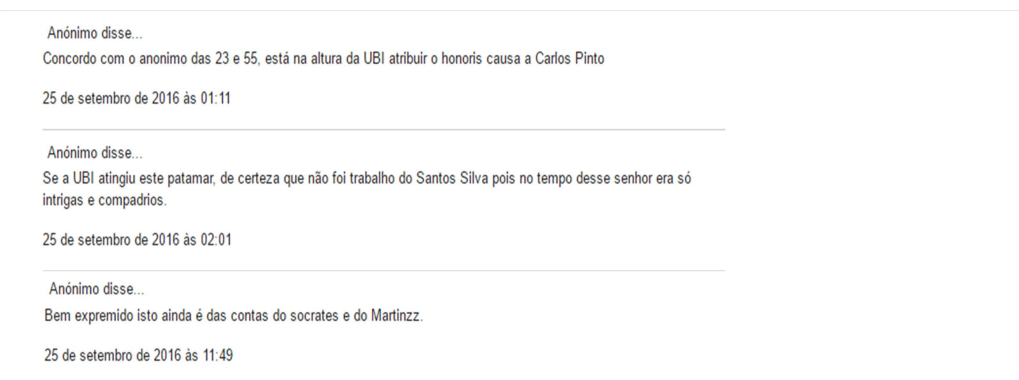 Anónimo disse...
Concordo com o anonimo das 23 e 55, está na altura da UBI atribuir o honoris causa a Carlos Pinto
25 de setembro de 2016 às 01:11
Anónimo disse...
Se a UBI atingiu este patamar, de certeza que não foi trabalho do Santos Silva pois no tempo desse senhor era só
intrigas e compadrios.
25 de setembro de 2016 às 02:01
Anónimo disse...
Bem expremido isto ainda é das contas do socrates e do Martinzz.
25 de setembro de 2016 às 11:49